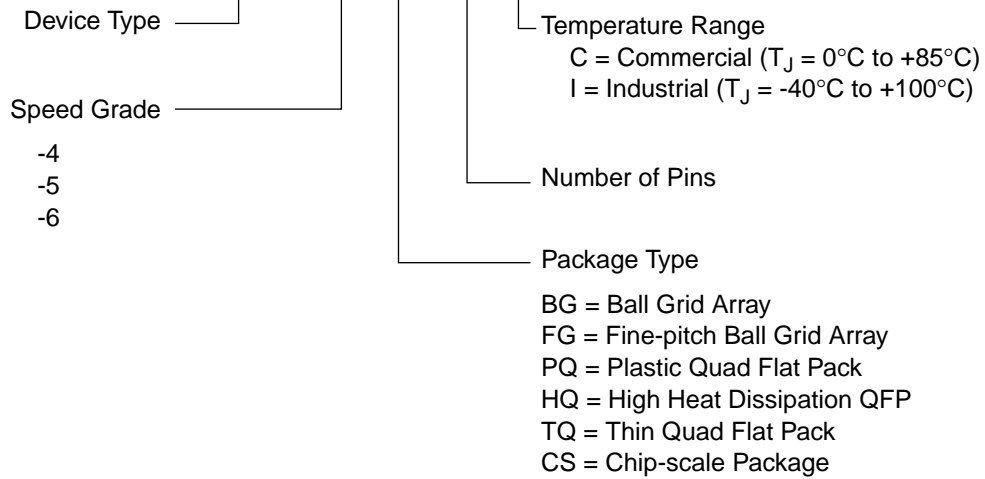 Device Type
Speed Grade
-4
-5
-6
Temperature Range
C = Commercial (TJ = 0°C to +85°C)
I = Industrial (TJ = -40°C to +100°C)
Number of Pins
Package Type
BG = Ball Grid Array
FG = Fine-pitch Ball Grid Array
PQ = Plastic Quad Flat Pack
HQ = High Heat Dissipation QFP
TQ = Thin Quad Flat Pack
CS = Chip-scale Package